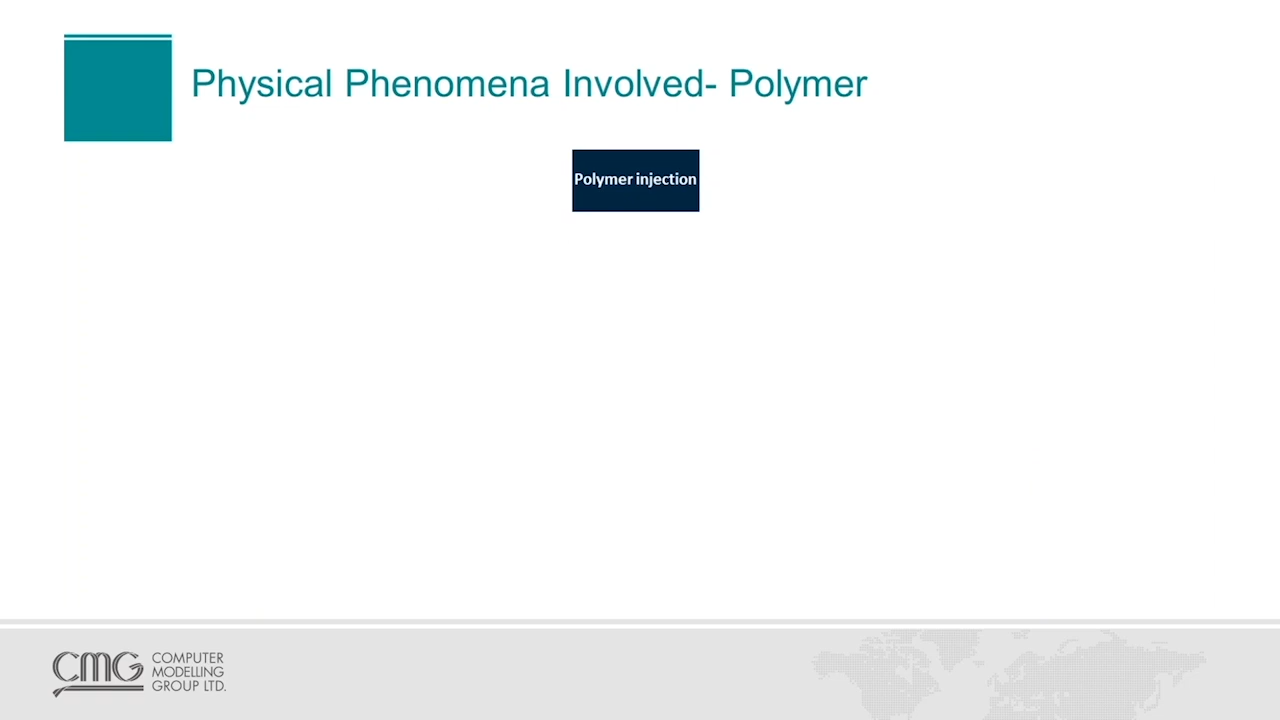 Physical Phenomena Involved- Polymer
Polymer injection
CMG
COMPUTER
MODELLING
GROUP LTD.